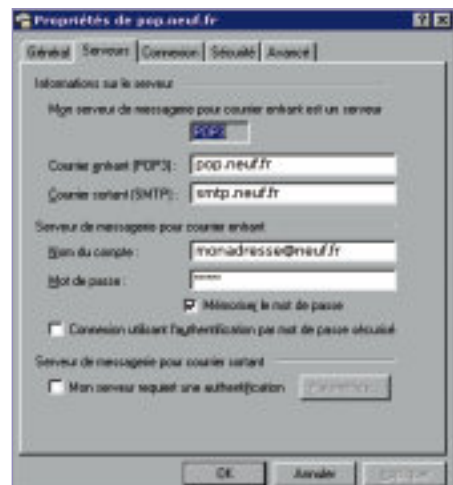 Propriétés de pop.neuf.fr
Général Serveurs Connexion Sécurité Avancé
Informations sur le serveur
Mon serveur de messagerie pour courrier entrant est un serveur
POP3
Courrier entrant (POP3) : pop.neuf.fr
Courrier sortant (SMTP) : smtp.neuf.fr
Serveur de messagerie pour courrier entrant
Nom du compte : monadresse@neuf.fr
Mot de passe : *****
Mémoriser le mot de passe
Connexion utilisant l'authentification par mot de passe sécurisé
Serveur de messagerie pour courrier sortant
Mon serveur requiert une authentification
OK Annuler